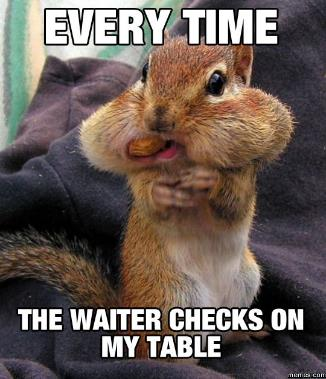 EVERY TIME
THE WAITER CHECKS ON
MY TABLE
memes.com